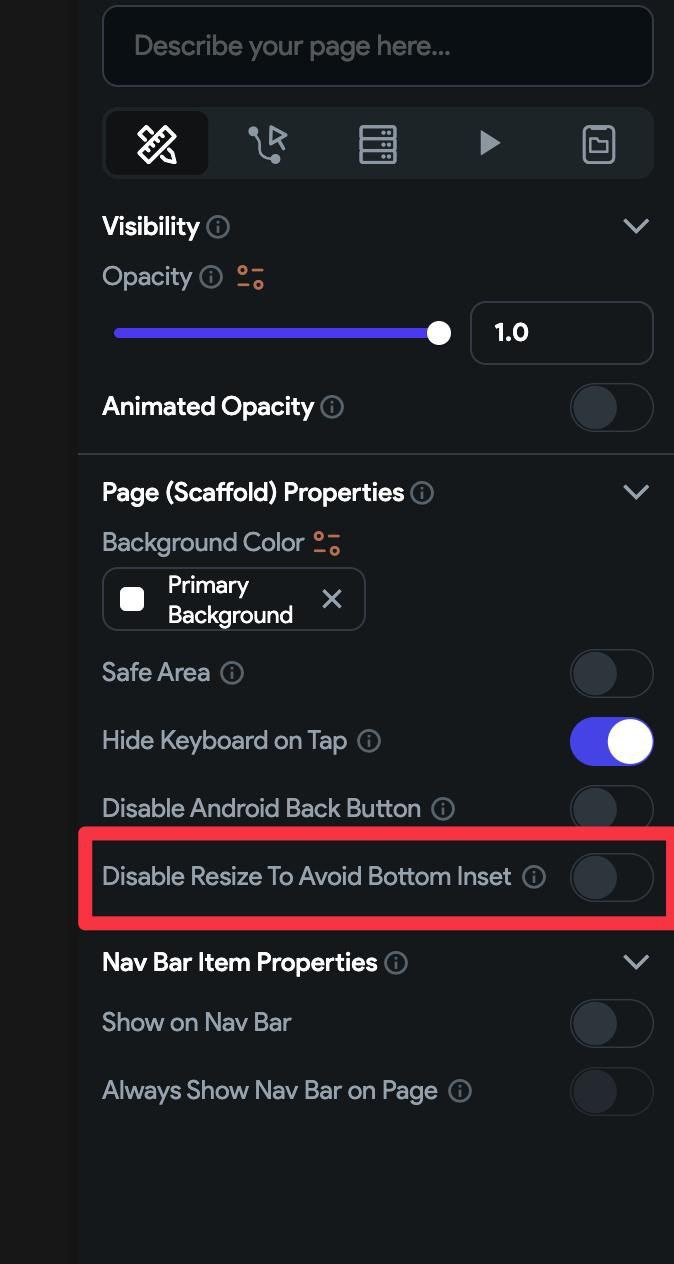 Describe your page here...
Visibility
Opacity
1.0
Animated Opacity
Page (Scaffold) Properties
Background Color
Primary
Background
Safe Area
Hide Keyboard on Tap
Disable Android Back Button
Disable Resize To Avoid Bottom Inset
Nav Bar Item Properties
Show on Nav Bar
Always Show Nav Bar on Page